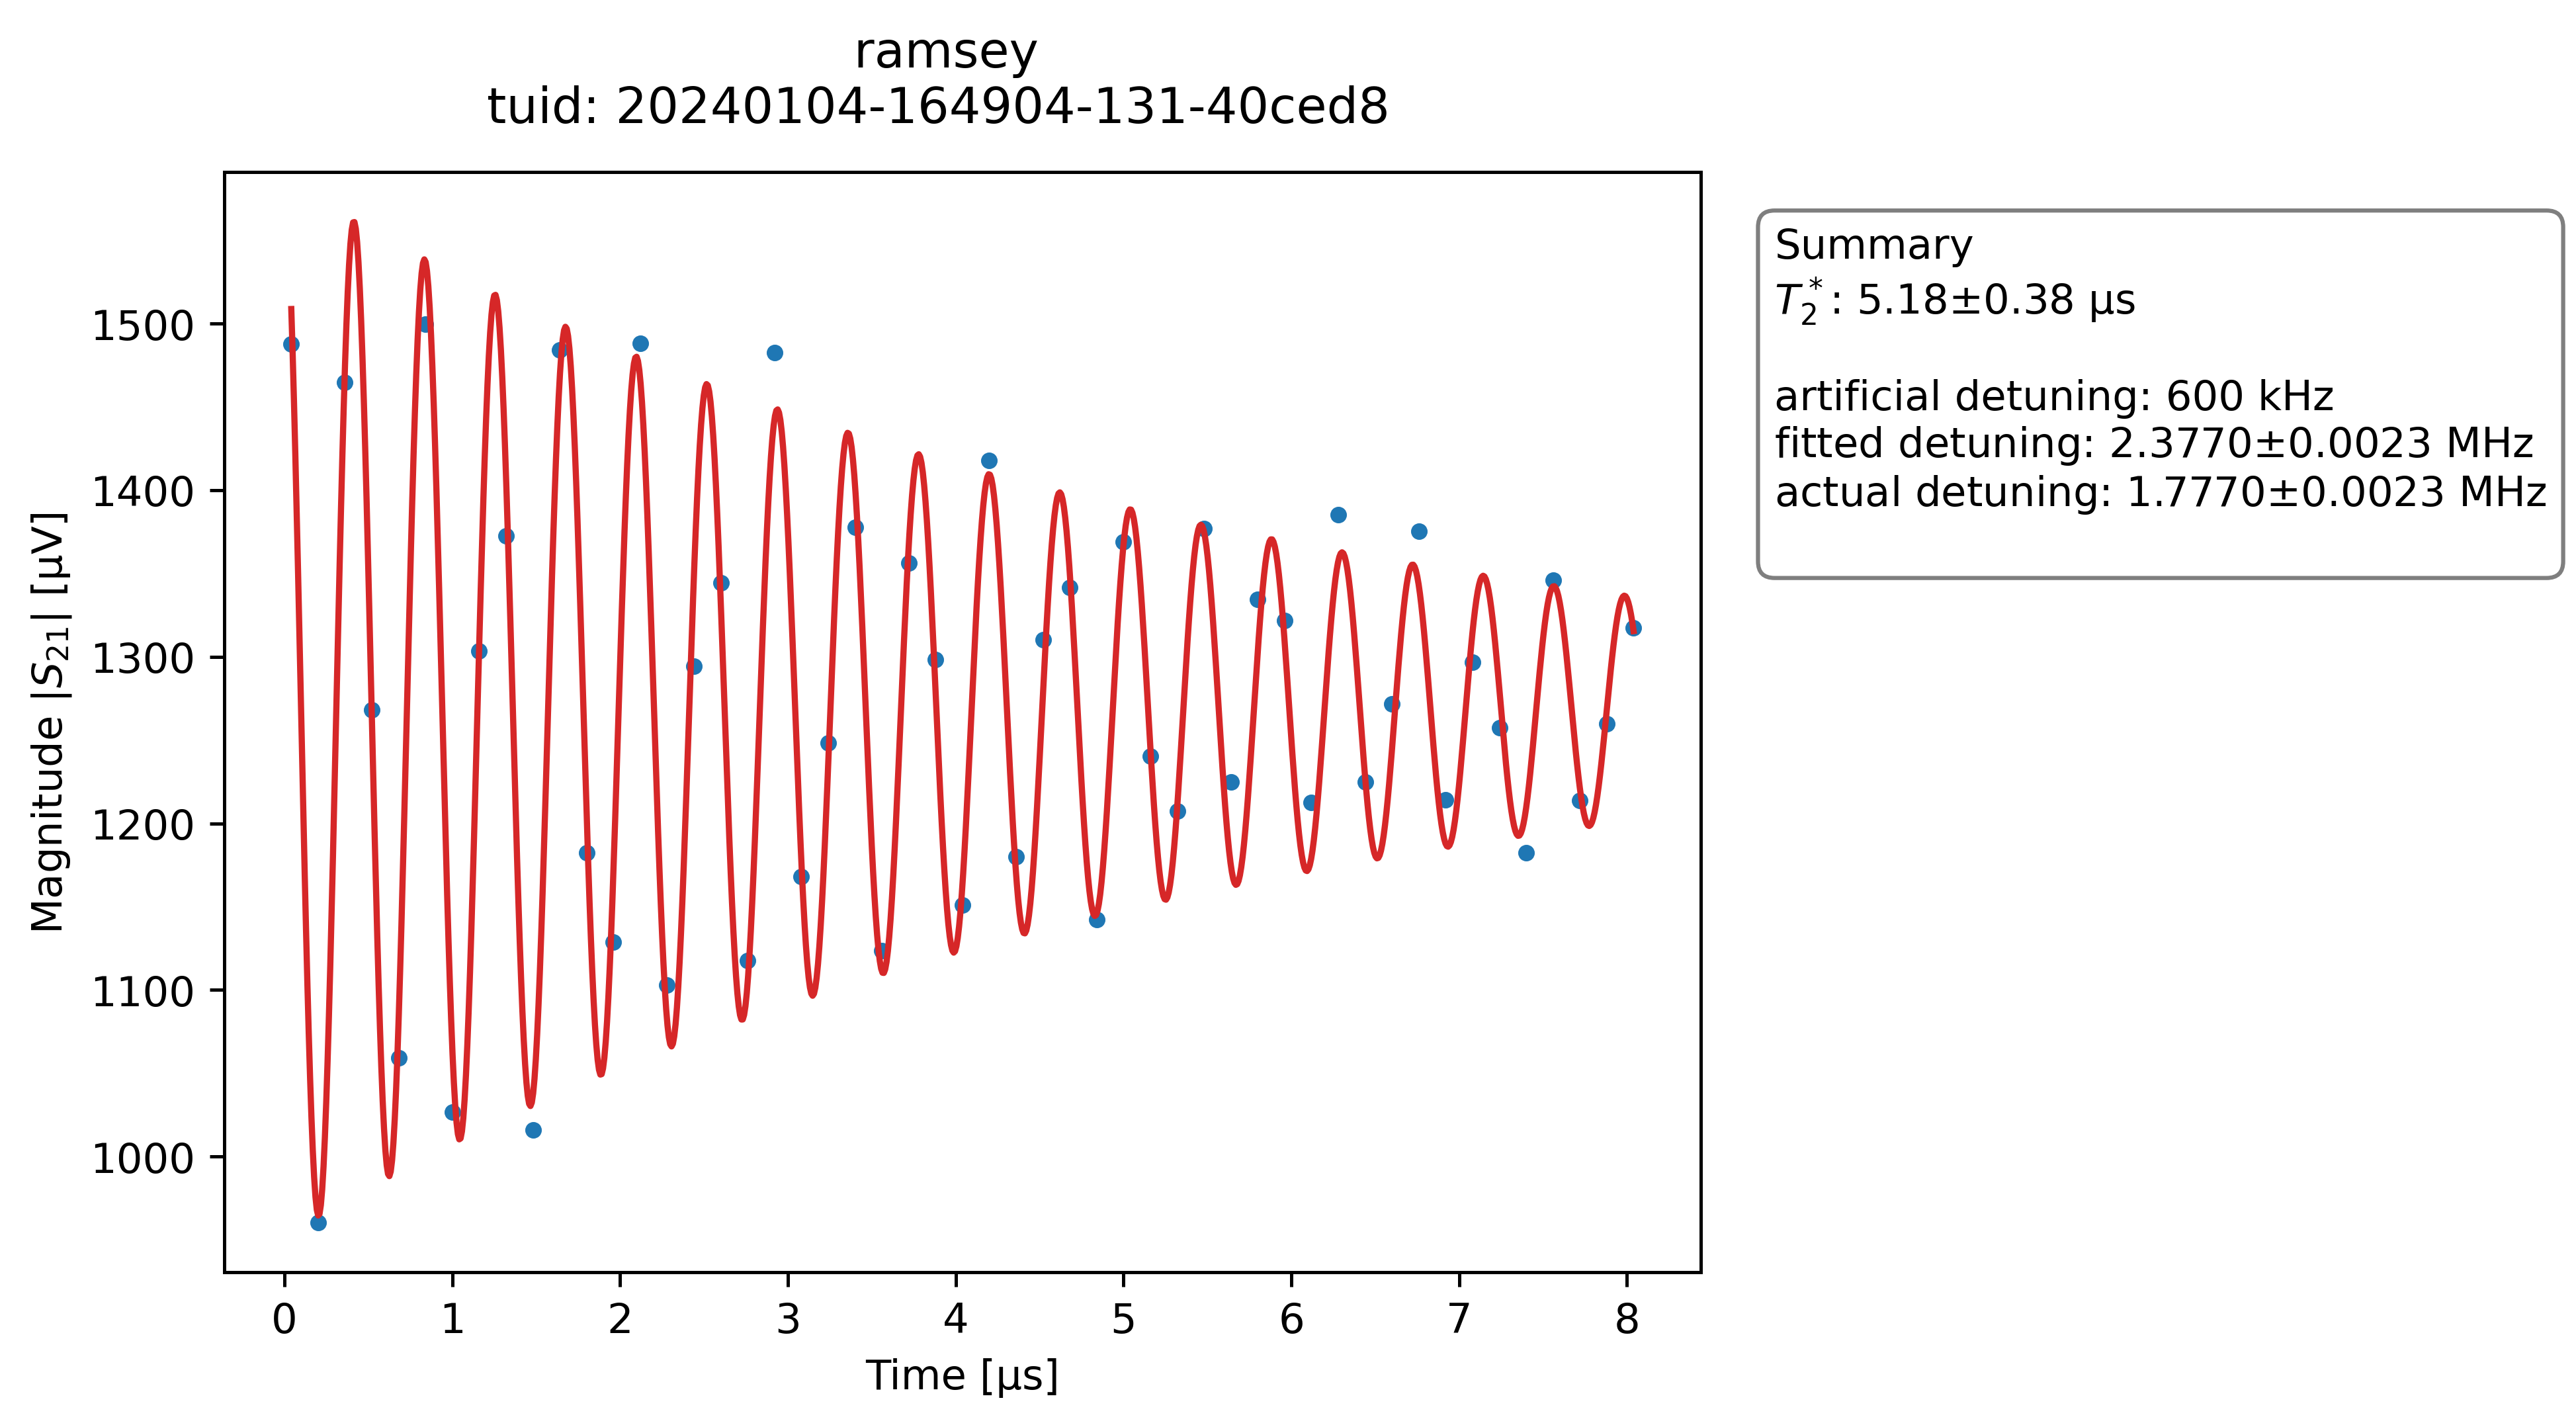 ramsey
tuid: 20240104-164904-131-40ced8
Magnitude |S21| [µV]
1500
1400
1300
1200
1100
1000
0 1 2 3 4 5 6 7 8
Time [µs]
Summary
T2*: 5.18±0.38 µs
artificial detuning: 600 kHz
fitted detuning: 2.3770±0.0023 MHz
actual detuning: 1.7770±0.0023 MHz